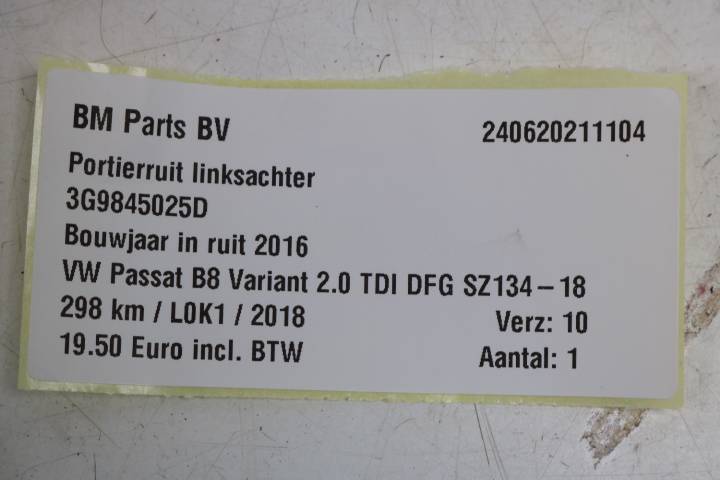 BM Parts BV 240620211104
Portierruit linksachter
3G9845025D
Bouwjaar in ruit 2016
VW Passat B8 Variant 2.0 TDI DFG SZ134-18
298 km / L0K1 / 2018 Verz: 10
19.50 Euro incl. BTW Aantal: 1